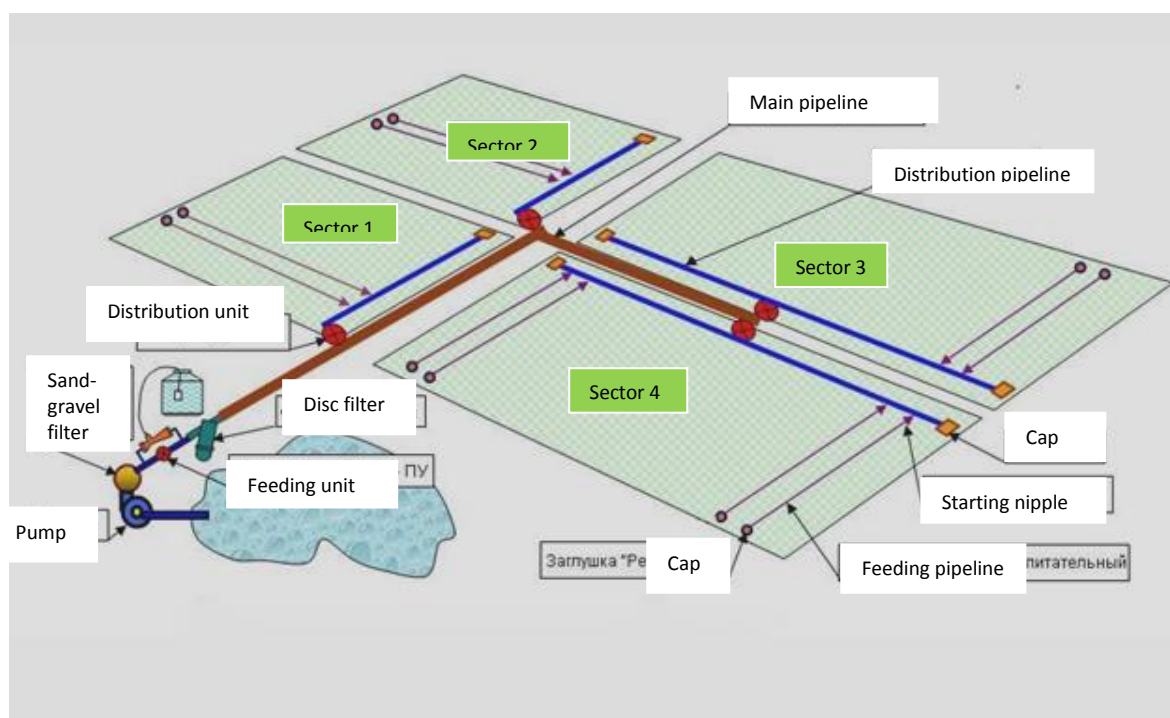 Main pipeline
Sector 2
Distribution pipeline
Sector 1
Sector 3
Distribution unit
Sand-
gravel
filter
Disc filter
Sector 4
Cap
ПУ
Feeding unit
Starting nipple
Pump
Заглушка
Cap
Feeding pipeline
питательный